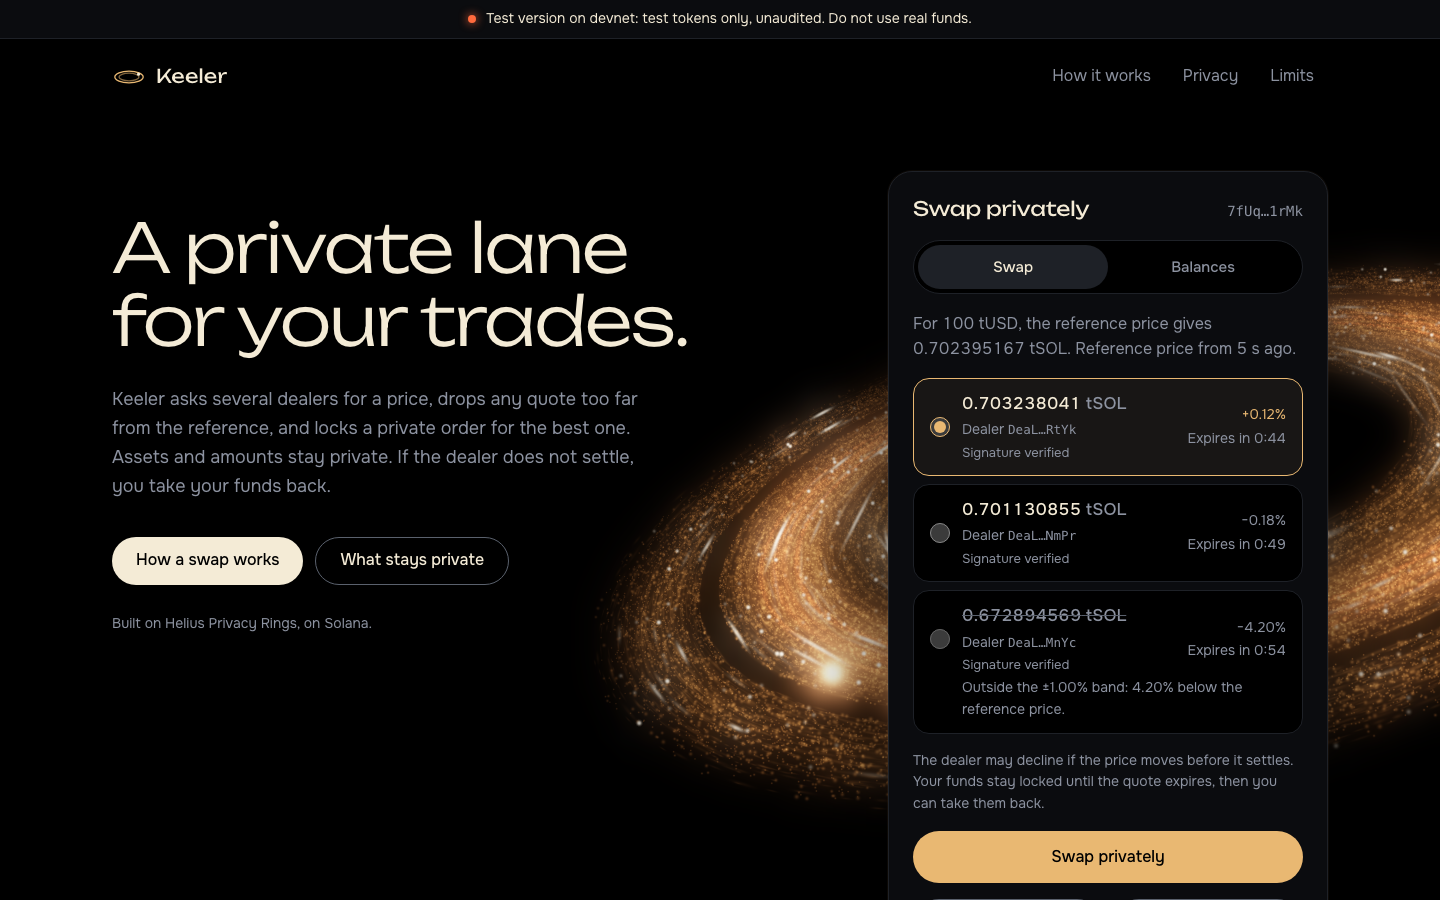 Test version on devnet: test tokens only, unaudited. Do not use real funds.
Keeler
How it works
Privacy
Limits
A private lane
for your trades.
Keeler asks several dealers for a price, drops any quote too far
from the reference, and locks a private order for the best one.
Assets and amounts stay private. If the dealer does not settle,
you take your funds back.
How a swap works
What stays private
Built on Helius Privacy Rings, on Solana.
Swap privately
7fUq…1rMk
Swap
Balances
For 100 tUSD, the reference price gives
0.702395167 tSOL. Reference price from 5 s ago.
0.703238041 tSOL
+0.12%
Dealer DeaL…RtYk
Expires in 0:44
Signature verified
0.701130855 tSOL
−0.18%
Dealer DeaL…NmPr
Expires in 0:49
Signature verified
0.672894569 tSOL
−4.20%
Dealer DeaL…MnYc
Expires in 0:54
Signature verified
Outside the ±1.00% band: 4.20% below the
reference price.
The dealer may decline if the price moves before it settles.
Your funds stay locked until the quote expires, then you
can take them back.
Swap privately